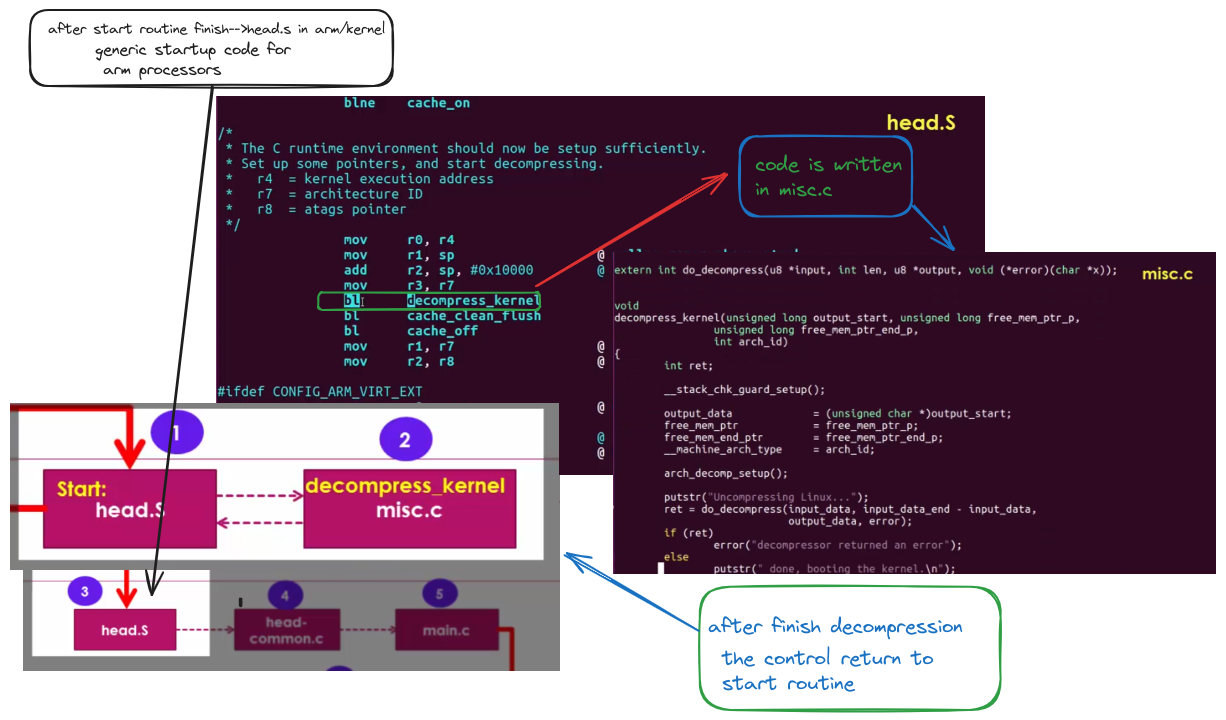 after start routine finish-->head.s in arm/kernel
generic startup code for
arm processors
blne cache_on
head.S
/*
* The C runtime environment should now be setup sufficiently.
* Set up some pointers, and start decompressing.
* r4 = kernel execution address
* r7 = architecture ID
* r8 = atags pointer
*/
code is written
in misc.c
mov r0, r4
mov r1, sp
add r2, sp, #0x10000
mov r3, r7
bl decompress_kernel
bl cache_clean_flush
bl cache_off
mov r1, r7
mov r2, r8
#ifdef CONFIG_ARM_VIRT_EXT
@
@
@
@
@
@
@
misc.c
extern int do_decompress(u8 *input, int len, u8 *output, void (*error)(char *x));
void
decompress_kernel(unsigned long output_start, unsigned long free_mem_ptr_p,
unsigned long free_mem_ptr_end_p,
int arch_id)
{
int ret;
__stack_chk_guard_setup();
output_data = (unsigned char *)output_start;
free_mem_ptr = free_mem_ptr_p;
free_mem_end_ptr = free_mem_ptr_end_p;
__machine_arch_type = arch_id;
arch_decomp_setup();
putstr("Uncompressing Linux...");
ret = do_decompress(input_data, input_data_end - input_data,
output_data, error);
if (ret)
error("decompressor returned an error");
else
putstr(" done, booting the kernel.\n");
1
2
Start:
head.S
decompress_kernel
misc.c
3
4
5
head.S
head-
common.c
main.c
after finish decompression
the control return to
start routine